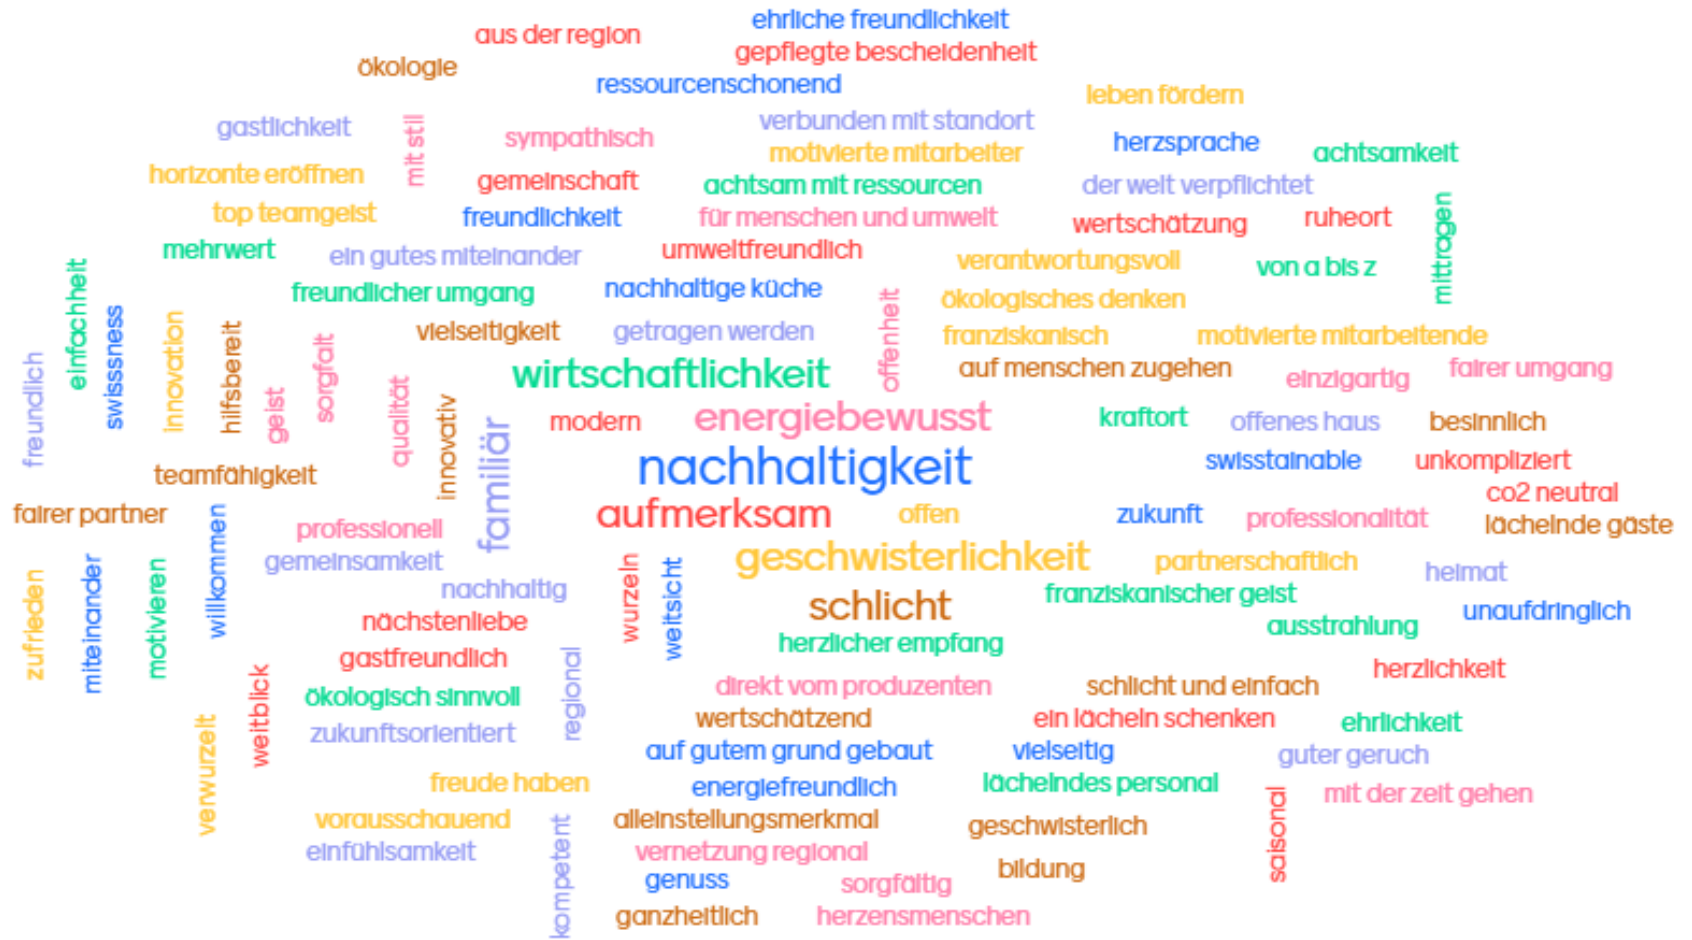 ehrliche freundlichkeit
aus der region
gepflegte bescheidenheit
ökologie
ressourcenschonend
leben fördern
gastlichkeit
mit stil
sympathisch
verbunden mit standort
herzsprache
motivierte mitarbeiter
achtsamkeit
horizonte eröffnen
gemeinschaft
achtsam mit ressourcen
der welt verpflichtet
top teamgeist
freundlichkeit
für menschen und umwelt
wertschätzung
ruheort
mittragen
mehrwert
ein gutes miteinander
umweltfreundlich
verantwortungsvoll
von a bis z
einfachheit
freundlicher umgang
nachhaltige küche
offenheit
ökologisches denken
swisssness
innovation
hilfsbereit
sorgfalt
vielseitigkeit
getragen werden
franziskanisch
motivierte mitarbeitende
freundlich
geist
qualität
wirtschaftlichkeit
auf menschen zugehen
einzigartig
fairer umgang
innovativ
familiär
modern
energiebewusst
kraftort
offenes haus
besinnlich
teamfähigkeit
nachhaltigkeit
swisstainable
unkompliziert
co2 neutral
fairer partner
professionell
aufmerksam
offen
zukunft
professionalität
lächelnde gäste
zufrieden
miteinander
motivieren
willkommen
gemeinsamkeit
geschwisterlichkeit
partnerschaftlich
heimat
nachhaltig
wurzeln
weitsicht
schlicht
franziskanischer geist
unaufdringlich
nächstenliebe
ausstrahlung
herzlicher empfang
gastfreundlich
regional
herzlichkeit
weitblick
ökologisch sinnvoll
direkt vom produzenten
schlicht und einfach
verwurzelt
zukunftsorientiert
wertschätzend
ein lächeln schenken
ehrlichkeit
auf gutem grund gebaut
vielseitig
guter geruch
freude haben
energiefreundlich
lächelndes personal
saisonal
mit der zeit gehen
vorausschauend
kompetent
alleinstellungsmerkmal
geschwisterlich
einfühlsamkeit
vernetzung regional
bildung
genuss
sorgfältig
ganzheitlich
herzensmenschen